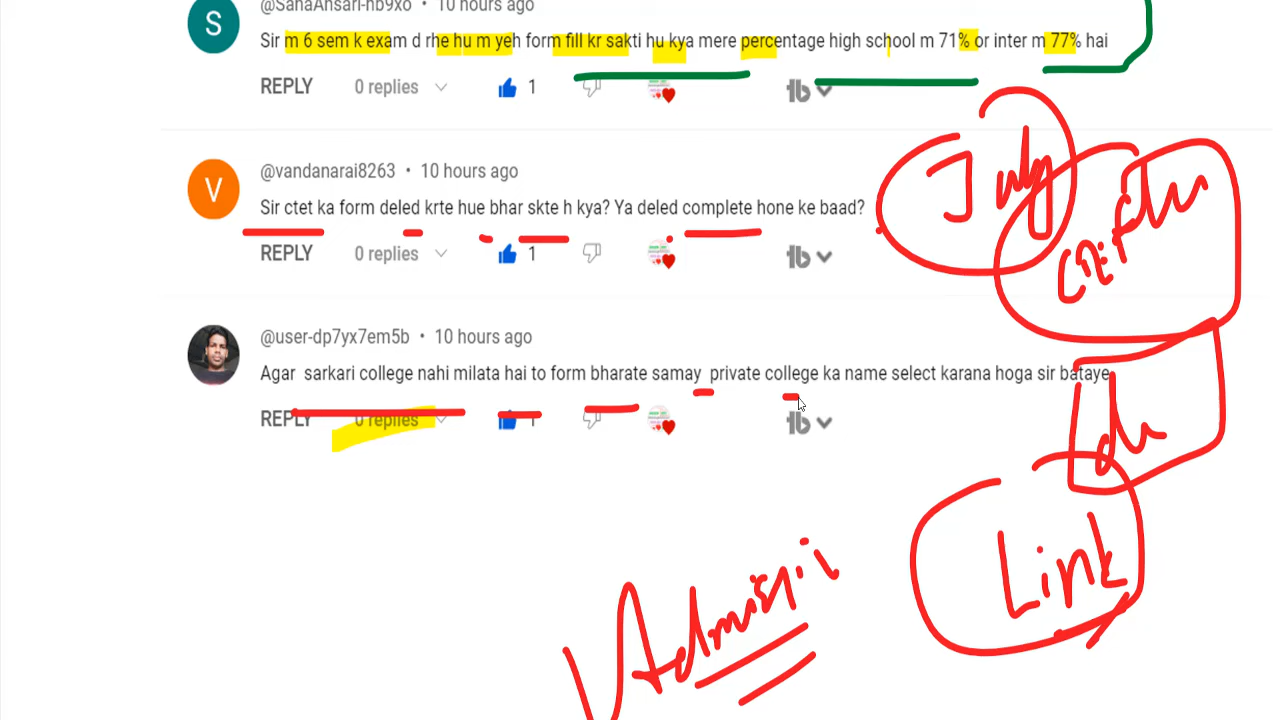 S
@SanaAnsari-nb9xo • 10 hours ago
Sir m 6 sem k exam d rhe hu m yeh form fill kr sakti hu kya mere percentage high school m 71% or inter m 77% hai
REPLY 0 replies 1
V
@vandanarai8263 • 10 hours ago
Sir ctet ka form deled krte hue bhar skte h kya? Ya deled complete hone ke baad?
REPLY 0 replies 1
July
@user-dp7yx7em5b • 10 hours ago
Agar sarkari college nahi milata hai to form bharate samay private college ka name select karana hoga sir bataye
REPLY 0 replies 1
Link